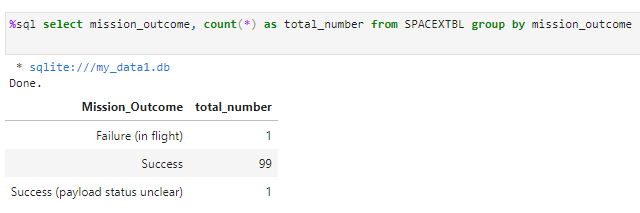 %sql select mission_outcome, count(*) as total_number from SPACEXTBL group by mission_outcome
* sqlite:///my_data1.db
Done.
Mission_Outcome total_number
Failure (in flight) 1
Success 99
Success (payload status unclear) 1